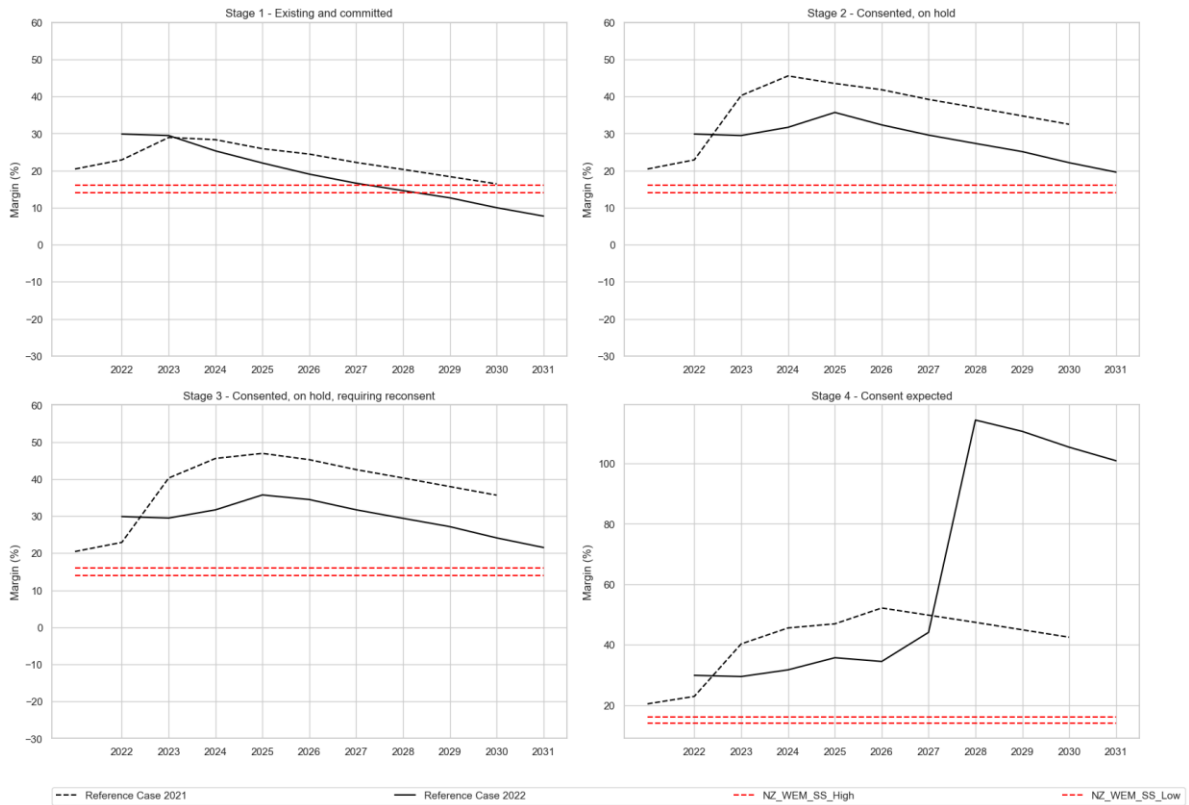 Stage 1 - Existing and committed
Margin (%)
60
50
40
30
20
10
0
−10
−20
−30
2022 2023 2024 2025 2026 2027 2028 2029 2030 2031
Stage 2 - Consented, on hold
Margin (%)
60
50
40
30
20
10
0
−10
−20
−30
2022 2023 2024 2025 2026 2027 2028 2029 2030 2031
Stage 3 - Consented, on hold, requiring reconsent
Margin (%)
60
50
40
30
20
10
0
−10
−20
−30
2022 2023 2024 2025 2026 2027 2028 2029 2030 2031
Stage 4 - Consent expected
Margin (%)
100
80
60
40
20
2022 2023 2024 2025 2026 2027 2028 2029 2030 2031
Reference Case 2021 Reference Case 2022 NZ_WEM_SS_High NZ_WEM_SS_Low